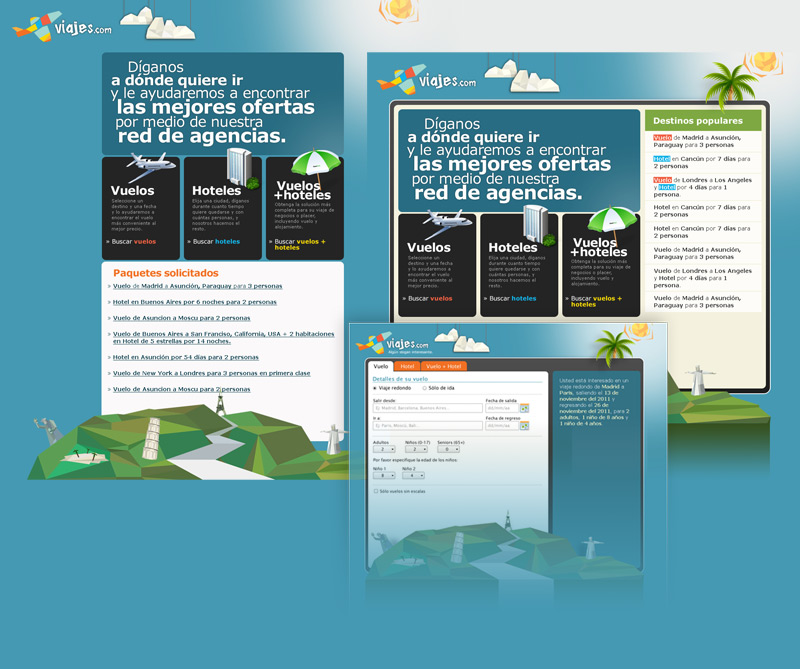 viajes.com
Díganos
a dónde quiere ir
y le ayudaremos a encontrar
las mejores ofertas
por medio de nuestra
red de agencias.
Vuelos
Seleccione un
destino y una fecha
y lo ayudaremos a
encontrar el vuelo
más conveniente al
mejor precio.
» Buscar vuelos
Hoteles
Elija una ciudad, díganos
durante cuanto tiempo
quiere quedarse y con
cuántas personas, y
nosotros hacemos el
resto.
» Buscar hoteles
Vuelos
+hoteles
Obtenga la solución más
completa para su viaje de
negocios o placer,
incluyendo vuelo y
alojamiento.
» Buscar vuelos +
hoteles
Paquetes solicitados
» Vuelo de Madrid a Asunción, Paraguay para 3 personas
» Hotel en Buenos Aires por 6 noches para 2 personas
» Vuelo de Asuncion a Moscu para 2 personas
» Vuelo de Buenos Aires a San Franciso, California, USA + 2 habitaciones
en Hotel de 5 estrellas por 14 noches.
» Hotel en Asunción por 54 días para 2 personas
» Vuelo de New York a Londres para 3 personas en primera clase
» Vuelo de Asuncion a Moscu para 2 personas
viajes.com
Díganos
a dónde quiere ir
y le ayudaremos a encontrar
las mejores ofertas
por medio de nuestra
red de agencias.
Vuelos
Seleccione un
destino y una fecha
y lo ayudaremos a
encontrar el vuelo
más conveniente al
mejor precio.
» Buscar vuelos
Hoteles
Elija una ciudad, díganos
durante cuanto tiempo
quiere quedarse y con
cuántas personas, y
nosotros hacemos el
resto.
» Buscar hoteles
Vuelos
+hoteles
Obtenga la solución más
completa para su viaje de
negocios o placer,
incluyendo vuelo y
alojamiento.
» Buscar vuelos +
hoteles
Destinos populares
Vuelo de Madrid a Asunción,
Paraguay para 3 personas
Hotel en Cancún por 7 días para
2 personas
Vuelo de Londres a Los Angeles
y Hotel por 4 días para 1
persona.
Hotel en Cancún por 7 días para
2 personas
Hotel en Cancún por 7 días para
2 personas
Vuelo de Madrid a Asunción,
Paraguay para 3 personas
Vuelo de Londres a Los Angeles
y Hotel por 4 días para 1
persona
Vuelo de Madrid a Asunción,
Paraguay para 3 personas
viajes.com
Vuelo
Hotel
Vuelo + Hotel
Detalles de su vuelo
Viaje redondo
Sólo de ida
Salir desde:
Fecha de salida
Ej: Madrid, Barcelona, Buenos Aires...
dd/mm/aa
Ir a
Fecha de regreso
Ej: París, México, Bali...
dd/mm/aa
Adultos
Niños (0-17)
Seniors (65+)
2
2
0
Por favor especifique la edad de los niños:
Niño 1
Niño 2
8
4
Sólo vuelos sin escalas
Usted está interesado en un
viaje redondo de Madrid a
París, saliendo el 13 de
noviembre del 2011 y
regresando el 26 de
noviembre del 2011, para 2
adultos, 1 niño de 8 años y
1 niño de 4 años